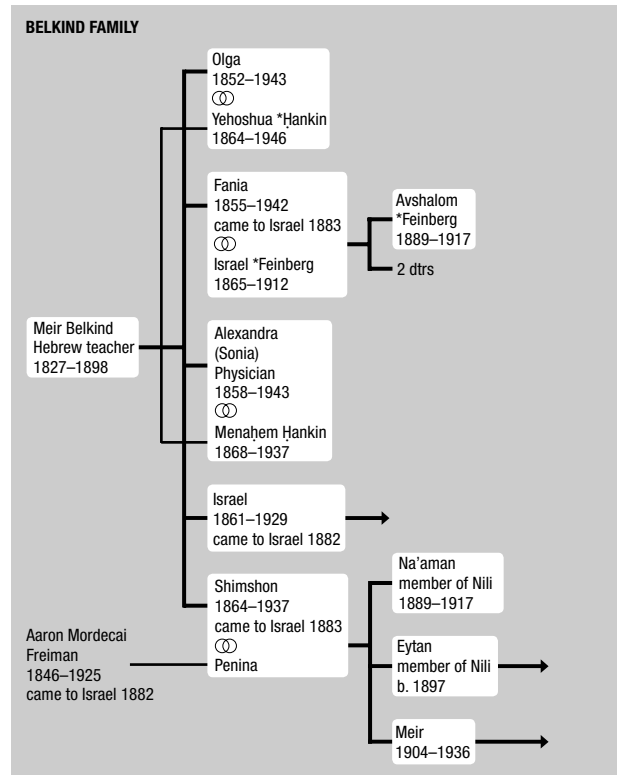 BELKIND FAMILY
Olga
1852–1943
Yehoshua *Ḥankin
1864–1946
Fania
1855–1942
came to Israel 1883
Israel *Feinberg
1865–1912
Avshalom
*Feinberg
1889–1917
2 dtrs
Meir Belkind
Hebrew teacher
1827–1898
Alexandra
(Sonia)
Physician
1858–1943
Menaḥem Ḥankin
1868–1937
Israel
1861–1929
came to Israel 1882
Shimshon
1864–1937
came to Israel 1883
Penina
Aaron Mordecai
Freiman
1846–1925
came to Israel 1882
Na’aman
member of Nili
1889–1917
Eytan
member of Nili
b. 1897
Meir
1904–1936